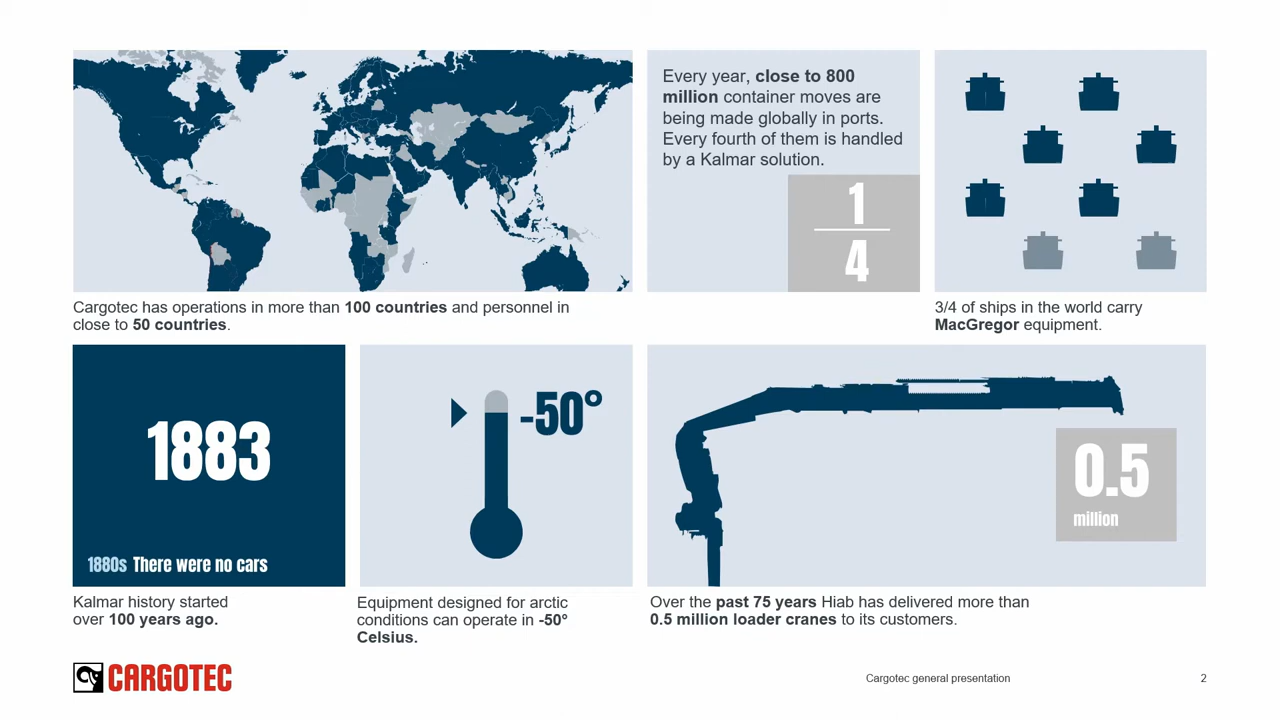 Every year, close to 800
million container moves are
being made globally in ports.
Every fourth of them is handled
by a Kalmar solution.
1
4
Cargotec has operations in more than 100 countries and personnel in
close to 50 countries.
3/4 of ships in the world carry
MacGregor equipment.
1883
1880s There were no cars
Kalmar history started
over 100 years ago.
-50°
Equipment designed for arctic
conditions can operate in -50°
Celsius.
0.5
million
Over the past 75 years Hiab has delivered more than
0.5 million loader cranes to its customers.
CARGOTEC
Cargotec general presentation
2